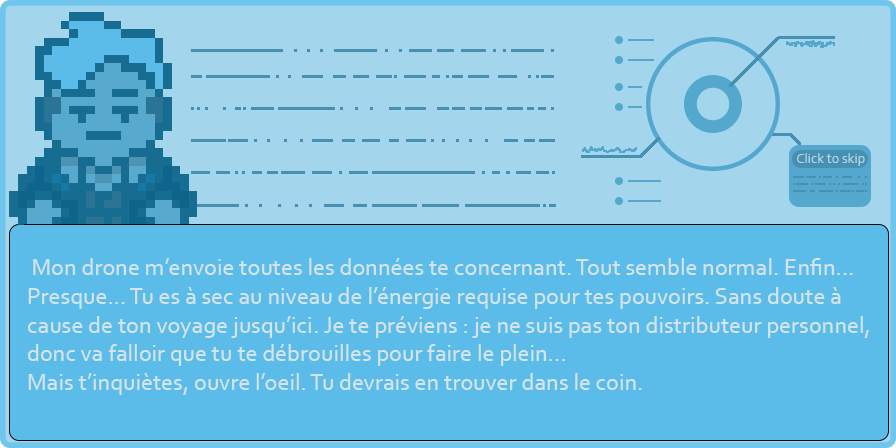 Click to skip
Mon drone m’envoie toutes les données te concernant. Tout semble normal. Enfin...
Presque... Tu es à sec au niveau de l’énergie requise pour tes pouvoirs. Sans doute à
cause de ton voyage jusqu’ici. Je te préviens : je ne suis pas ton distributeur personnel,
donc va falloir que tu te débrouilles pour faire le plein...
Mais t’inquiètes, ouvre l’oeil. Tu devrais en trouver dans le coin.